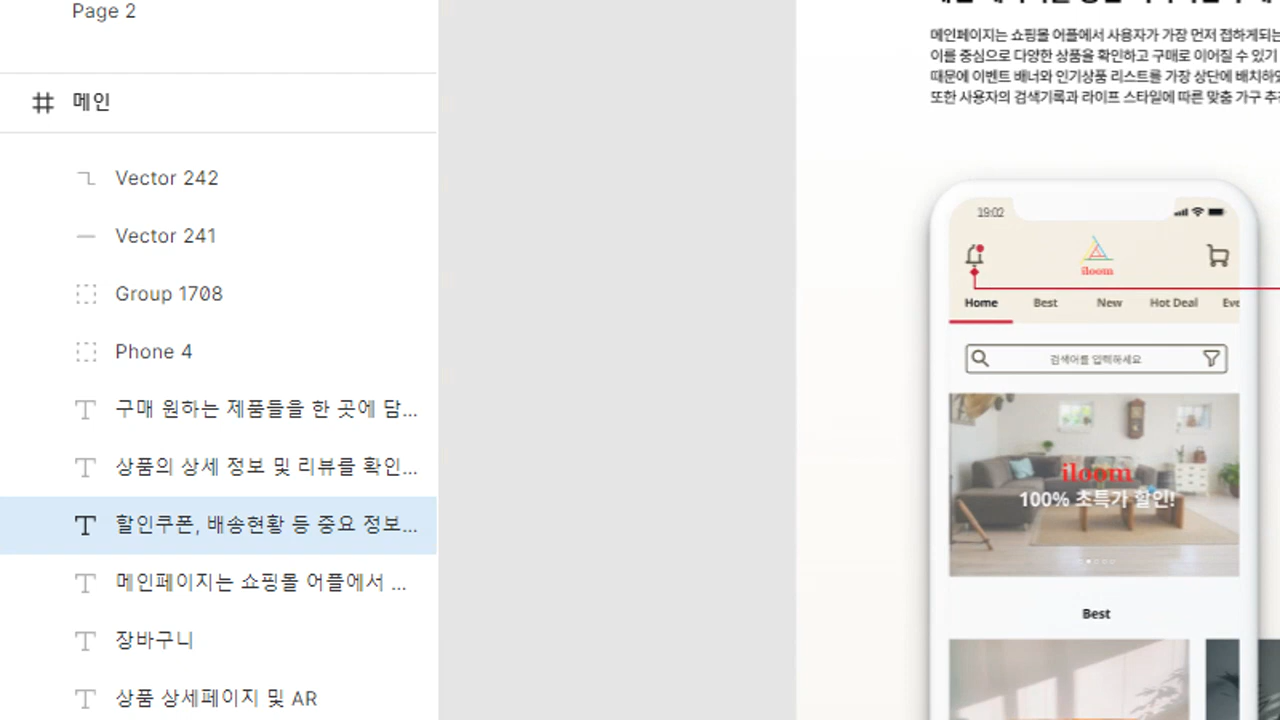 Page 2
메인
Vector 242
Vector 241
Group 1708
Phone 4
구매 원하는 제품들을 한 곳에 담...
상품의 상세 정보 및 리뷰를 확인...
할인쿠폰, 배송현황 등 중요 정보...
메인페이지는 쇼핑몰 어플에서 ...
장바구니
상품 상세페이지 및 AR
메인페이지는 쇼핑몰 어플에서 사용자가 가장 먼저 접하게되는
이를 중심으로 다양한 상품을 확인하고 구매로 이어질 수 있기
때문에 이벤트 배너와 인기상품 리스트를 가장 상단에 배치하였
또한 사용자의 검색기록과 라이프 스타일에 따른 맞춤 가구 추
19:02
iloom
Home Best New Hot Deal Eve
검색어를 입력하세요
iloom
100% 초특가 할인!
Best